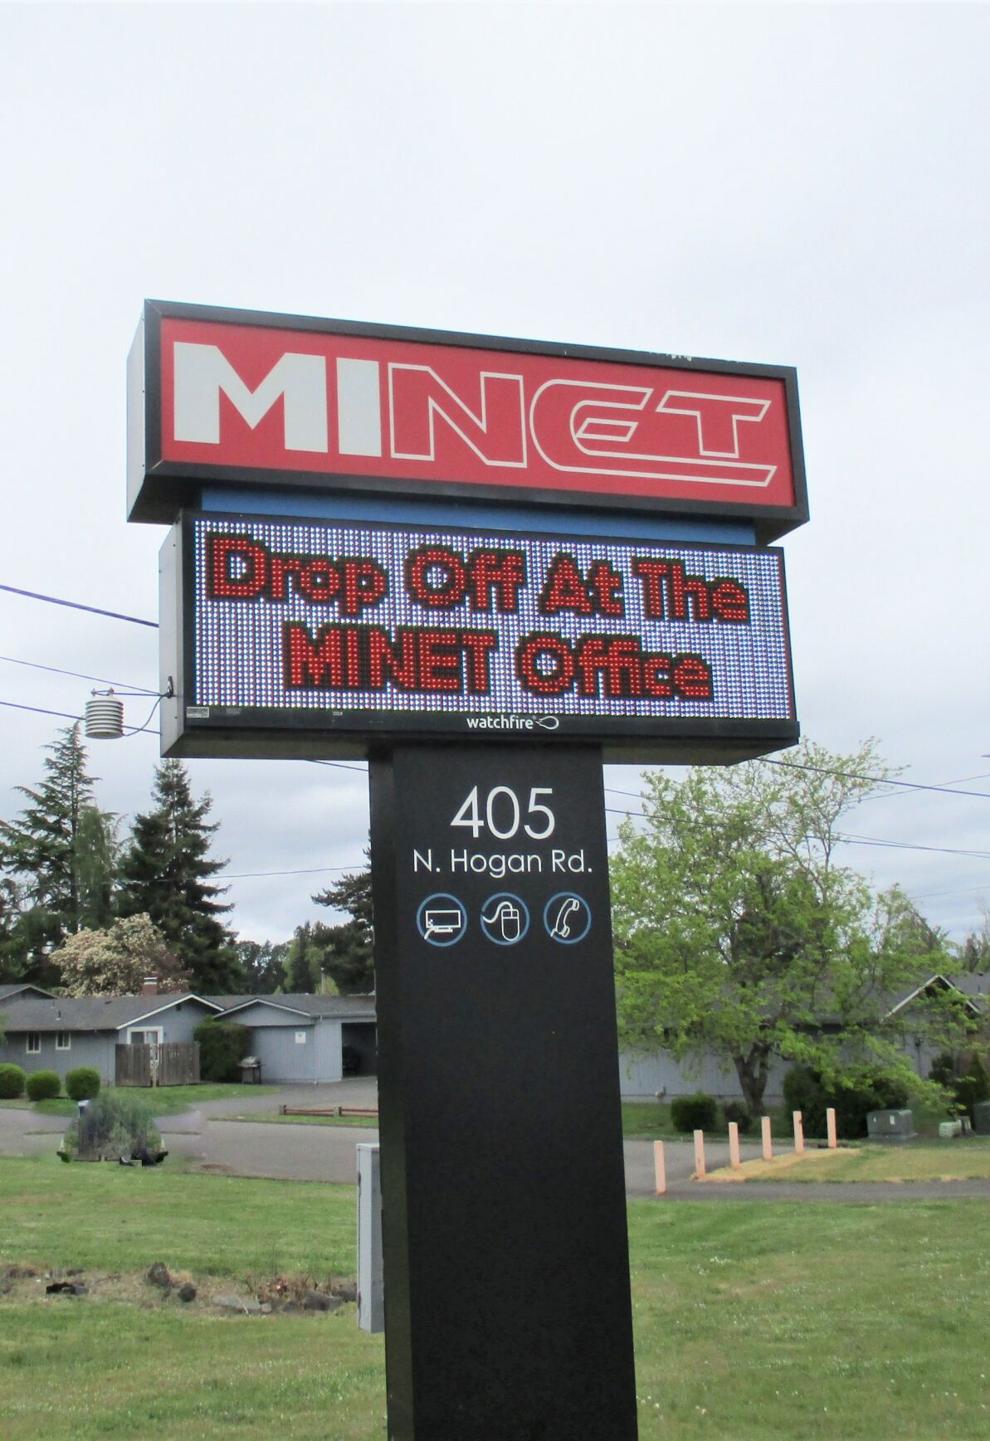 MINET
Drop Off At The
MINET Office
watchfire
405
N. Hogan Rd.